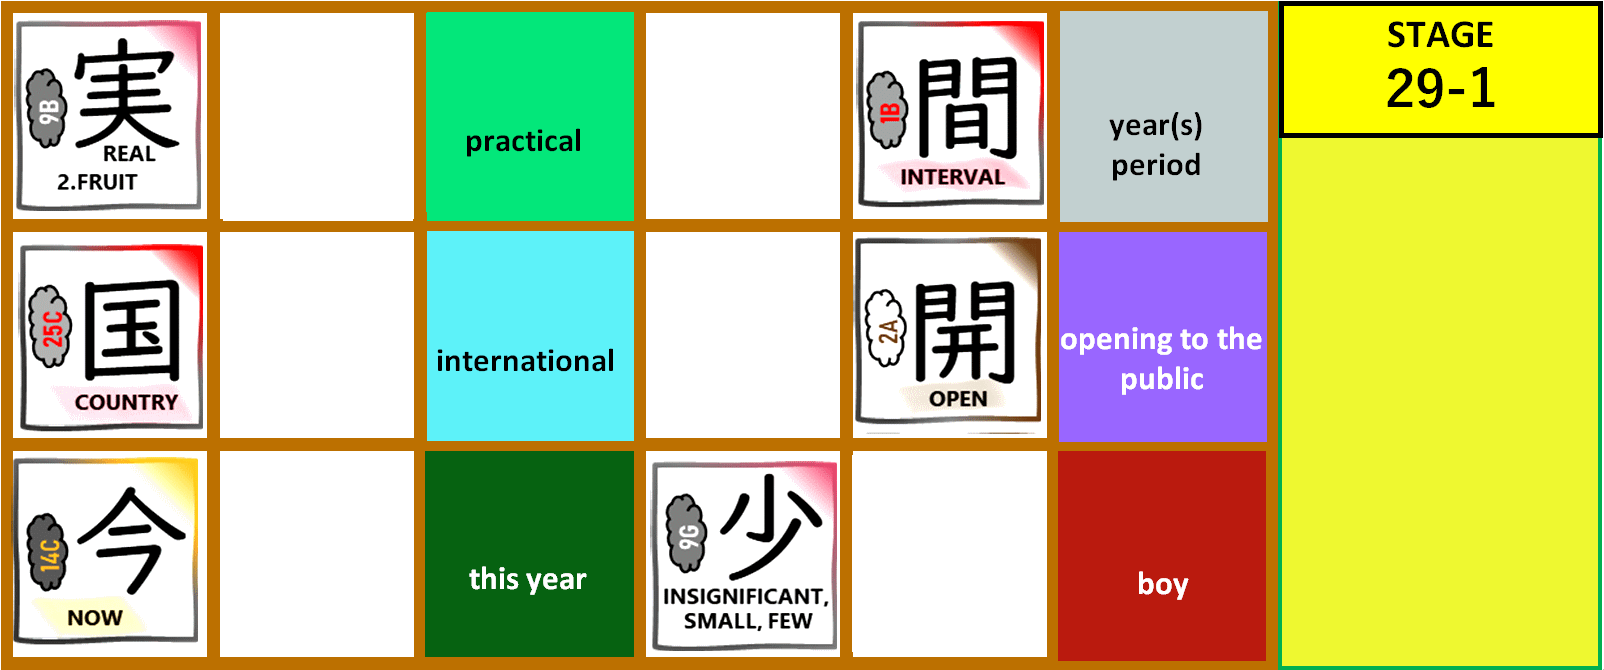 実
9B
REAL
2.FRUIT
practical
間
1B
INTERVAL
year(s)
period
STAGE
29-1
国
25C
COUNTRY
international
開
2A
OPEN
opening to the
public
今
14C
NOW
this year
少
9G
INSIGNIFICANT,
SMALL, FEW
boy